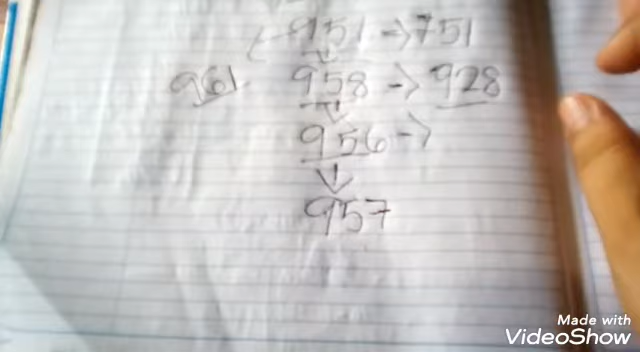 951 → 751
961 958 → 928
956 →
957
Made with
VideoShow